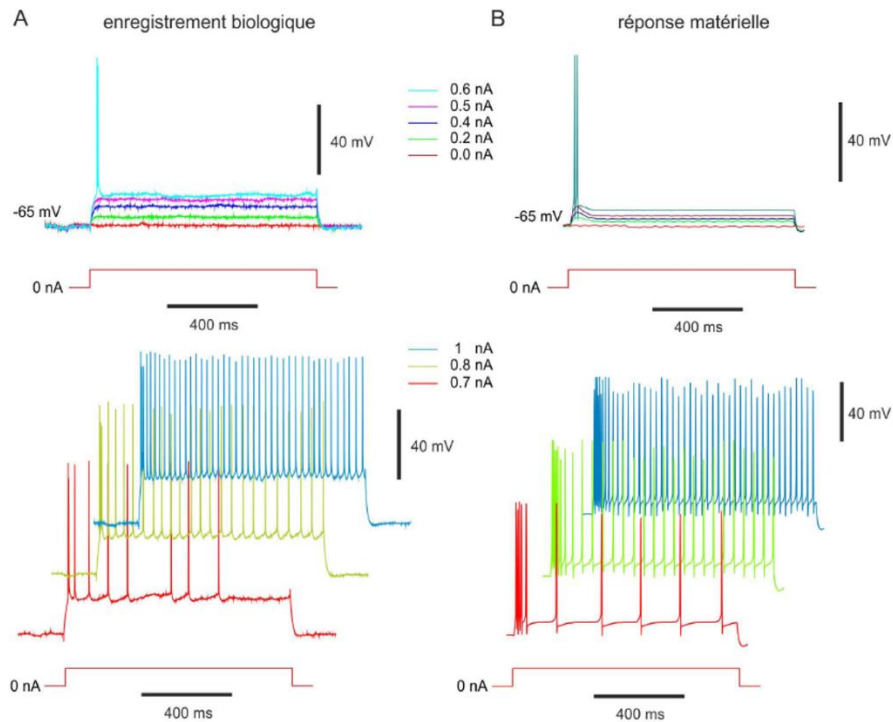 A
enregistrement biologique
B
réponse matérielle
0.6 nA
0.5 nA
0.4 nA
0.2 nA
0.0 nA
40 mV
40 mV
-65 mV
-65 mV
0 nA
0 nA
400 ms
400 ms
1 nA
0.8 nA
0.7 nA
40 mV
40 mV
0 nA
0 nA
400 ms
400 ms